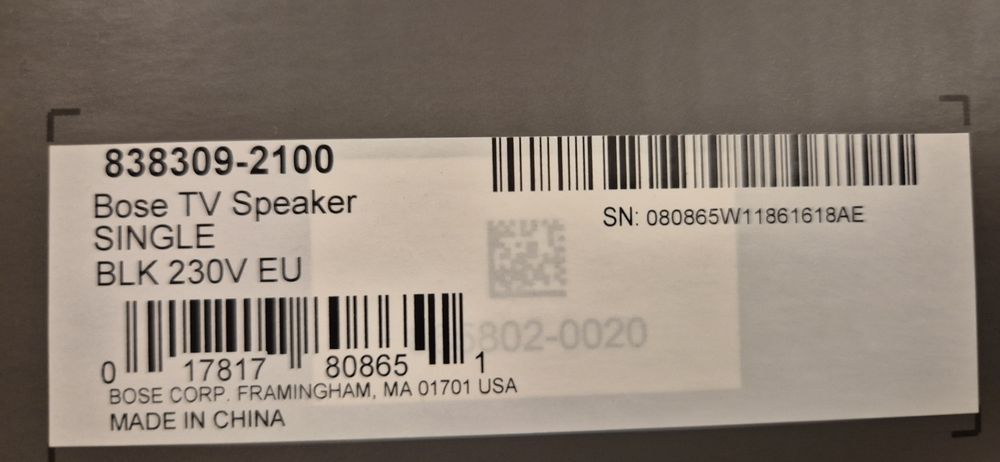 838309-2100
Bose TV Speaker
SINGLE
BLK 230V EU
SN: 080865W11861618AE
6802-0020
0 17817 80865 1
BOSE CORP. FRAMINGHAM, MA 01701 USA
MADE IN CHINA